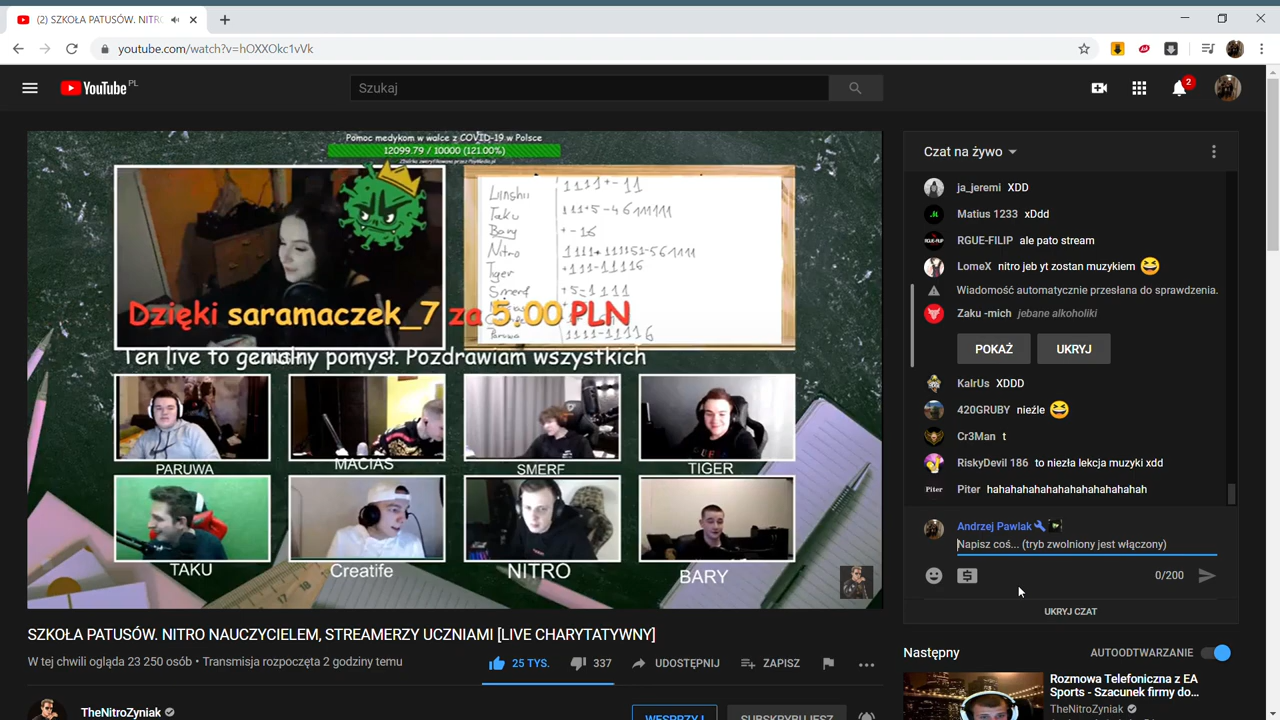 (2) SZKOŁA PATUSÓW. NITRO
youtube.com/watch?v=hOXXOkc1vVk
YouTube PL
Szukaj
2
Pomoc medykom w walce z COVID-19 w Polsce
12099.79 / 10000 (121.00%)
Linshii
Taku
Bary
Nitro
Tiger
Smerf
Paruwa
Dzięki saramaczek_7 za 5.00 PLN
Ten live to genialny pomysł. Pozdrawiam wszystkich
PARUWA
MACIAS
SMERF
TIGER
TAKU
Creatife
NITRO
BARY
SZKOŁA PATUSÓW. NITRO NAUCZYCIELEM, STREAMERZY UCZNIAMI [LIVE CHARYTATYWNY]
W tej chwili ogląda 23 250 osób • Transmisja rozpoczęta 2 godziny temu
25 TYS.
337
UDOSTĘPNIJ
ZAPISZ
TheNitroZyniak
WESPRZYJ
SUBSKRYBUJESZ
Czat na żywo
ja_jeremi XDD
Matius 1233 xDdd
RGUE-FILIP ale pato stream
LomeX nitro jeb yt zostan muzykiem 😆
Wiadomość automatycznie przesłana do sprawdzenia.
Zaku -mich jebane alkoholiki
POKAŻ
UKRYJ
KalrUs XDDD
420GRUBY nieźle 😆
Cr3Man t
RiskyDevil 186 to niezła lekcja muzyki xdd
Piter hahahahahahahahahahahah
Andrzej Pawlak
Napisz coś... (tryb zwolniony jest włączony)
0/200
UKRYJ CZAT
Następny
AUTOODTWARZANIE
Rozmowa Telefoniczna z EA
Sports - Szacunek firmy do...
TheNitroZyniak